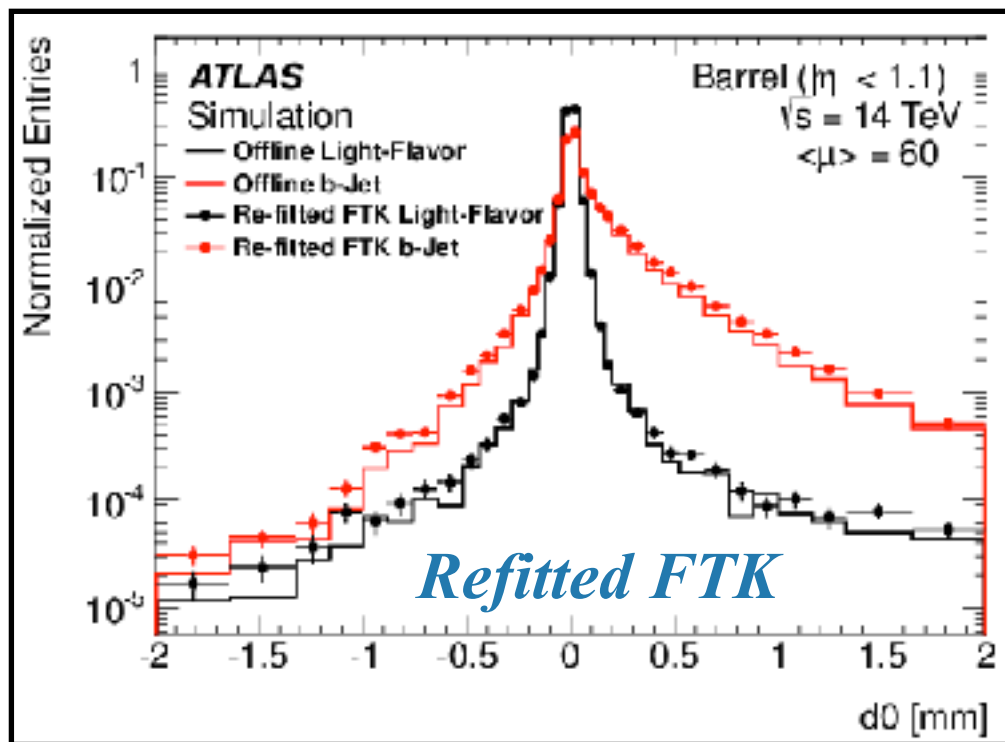 ATLAS
Simulation
Offline Light-Flavor
Offline b-Jet
Re-fitted FTK Light-Flavor
Re-fitted FTK b-Jet
Barrel (|η < 1.1)
√s = 14 TeV
<μ> = 60
Normalized Entries
1
10⁻¹
10⁻²
10⁻³
10⁻⁴
10⁻⁵
Refitted FTK
-2 -1.5 -1 -0.5 0 0.5 1 1.5 2
d0 [mm]